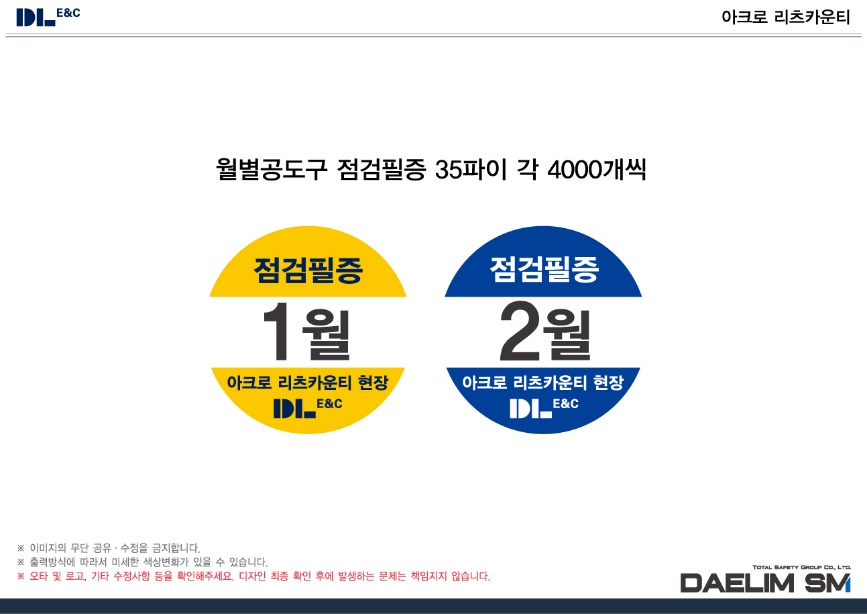 DL E&C
아크로 리츠카운티
월별공도구 점검필증 35파이 각 4000개씩
점검필증
1월
아크로 리츠카운티 현장
DL E&C
점검필증
2월
아크로 리츠카운티 현장
DL E&C
※ 이미지의 무단 공유 · 수정을 금지합니다.
※ 출력방식에 따라서 미세한 색상변화가 있을 수 있습니다.
※ 오타 및 로고, 기타 수정사항 등을 확인해주세요. 디자인 최종 확인 후에 발생하는 문제는 책임지지 않습니다.
TOTAL SAFETY GROUP CO., LTD.
DAELIM SM